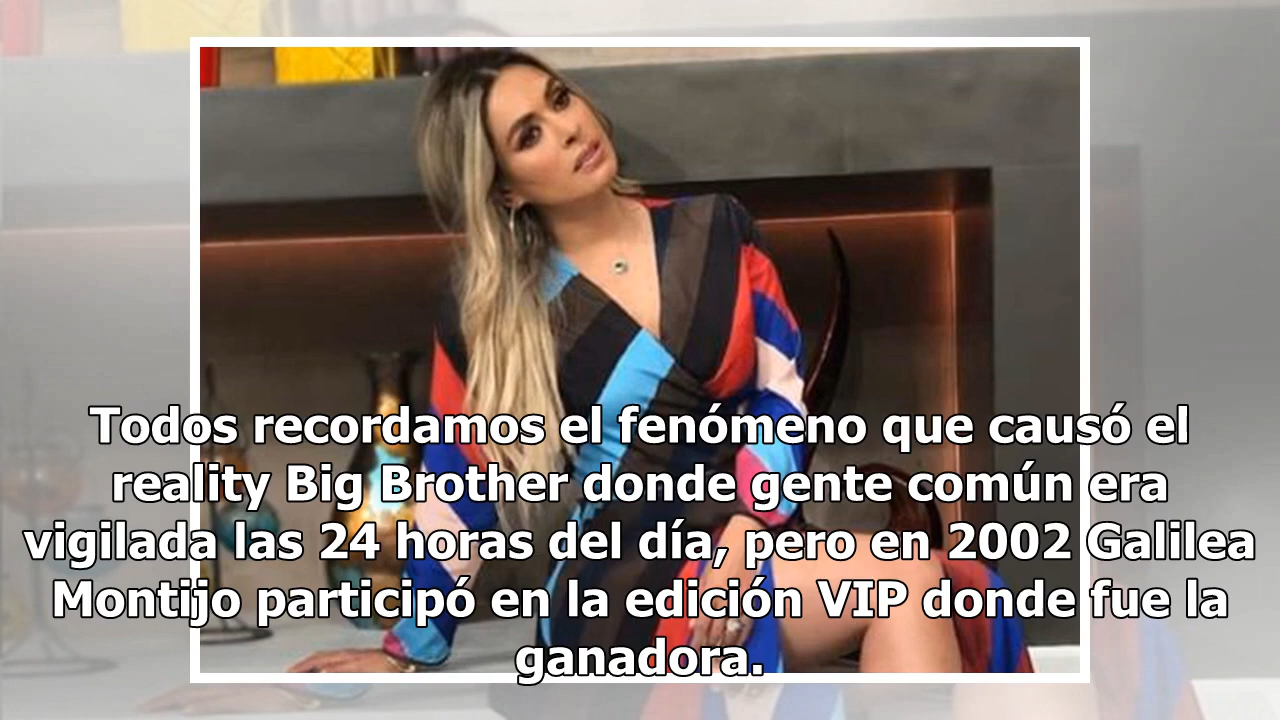 Todos recordamos el fenómeno que causó el
reality Big Brother donde gente común era
vigilada las 24 horas del día, pero en 2002 Galilea
Montijo participó en la edición VIP donde fue la
ganadora.